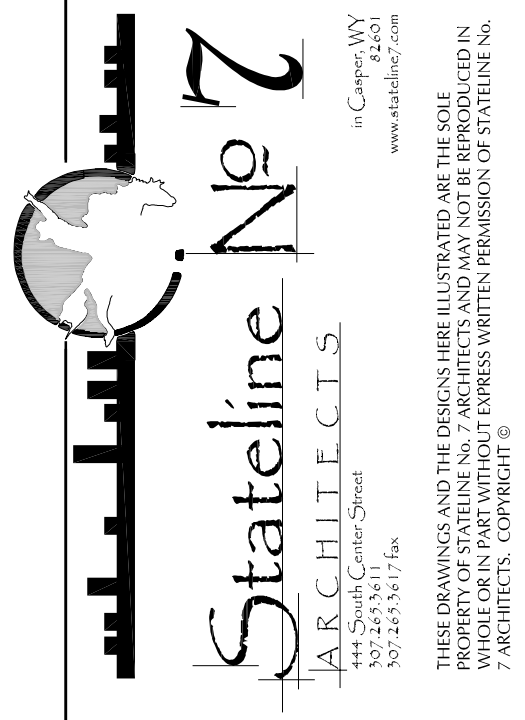 Stateline No 7
ARCHITECTS
444 South Center Street
307.265.3611
307.265.3617 fax
in Casper, WY
82601
www.stateline7.com
THESE DRAWINGS AND THE DESIGNS HERE ILLUSTRATED ARE THE SOLE
PROPERTY OF STATELINE No. 7 ARCHITECTS AND MAY NOT BE REPRODUCED IN
WHOLE OR IN PART WITHOUT EXPRESS WRITTEN PERMISSION OF STATELINE No.
7 ARCHITECTS. COPYRIGHT ©